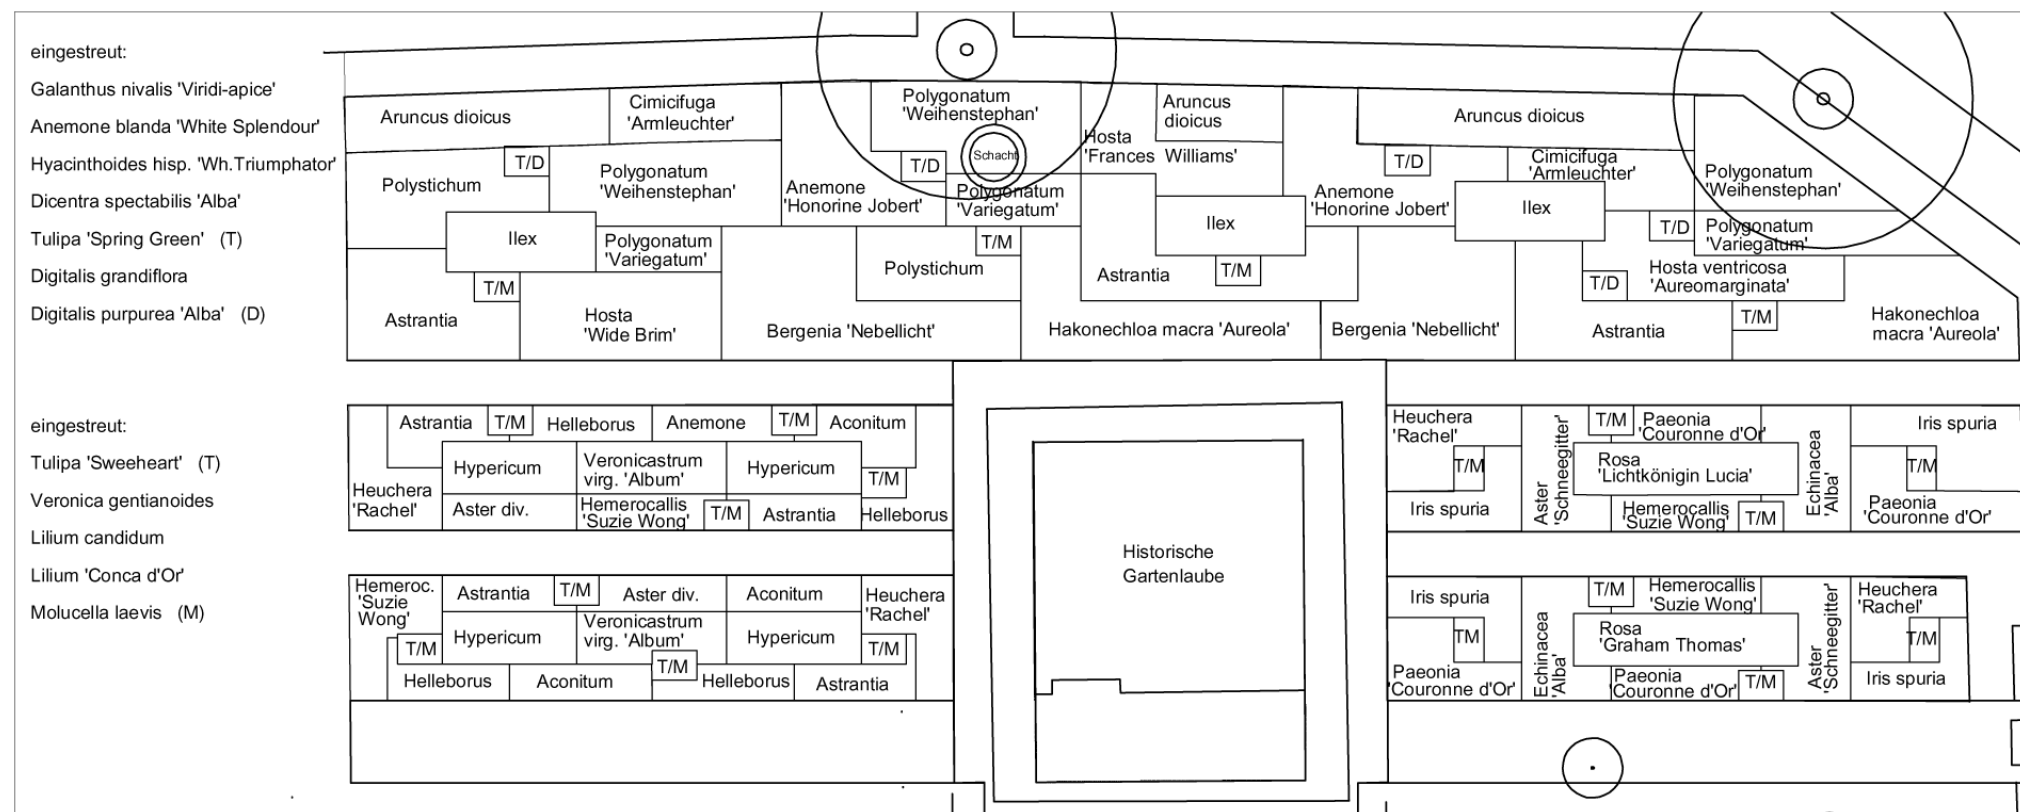 eingestreut:
Galanthus nivalis 'Viridi-apice'
Anemone blanda 'White Splendour'
Hyacinthoides hisp. 'Wh.Triumphator'
Dicentra spectabilis 'Alba'
Tulipa 'Spring Green' (T)
Digitalis grandiflora
Digitalis purpurea 'Alba' (D)
Aruncus dioicus
Cimicifuga
'Armleuchter'
Polygonatum
'Weihenstephan'
Schacht
Hosta
'Frances Williams'
Aruncus
dioicus
Aruncus dioicus
T/D
Polystichum
Polygonatum
'Weihenstephan'
Anemone
'Honorine Jobert'
T/D
Polygonatum
'Variegatum'
Anemone
'Honorine Jobert'
T/D
Cimicifuga
'Armleuchter'
Polygonatum
'Weihenstephan'
Ilex
Polygonatum
'Variegatum'
T/M
Polystichum
Ilex
Astrantia
T/M
Ilex
T/D
Polygonatum
'Variegatum'
T/D
Hosta ventricosa
'Aureomarginata'
T/M
Astrantia
Hosta
'Wide Brim'
Bergenia 'Nebellicht'
Hakonechloa macra 'Aureola'
Bergenia 'Nebellicht'
Astrantia
T/M
Hakonechloa
macra 'Aureola'
eingestreut:
Tulipa 'Sweeheart' (T)
Veronica gentianoides
Lilium candidum
Lilium 'Conca d'Or'
Molucella laevis (M)
Astrantia
T/M
Helleborus
Anemone
T/M
Aconitum
Hypericum
Veronicastrum
virg. 'Album'
Hypericum
T/M
Heuchera
'Rachel'
Aster div.
Hemerocallis
'Suzie Wong'
T/M
Astrantia
Helleborus
Hemeroc.
'Suzie
Wong'
Astrantia
T/M
Aster div.
Aconitum
Heuchera
'Rachel'
T/M
Hypericum
Veronicastrum
virg. 'Album'
Hypericum
T/M
Helleborus
Aconitum
T/M
Helleborus
Astrantia
Historische
Gartenlaube
Heuchera
'Rachel'
T/M
Iris spuria
Aster
'Schneegitter'
T/M
Paeonia
'Couronne d'Or'
Rosa
'Lichtkönigin Lucia'
Hemerocallis
'Suzie Wong'
T/M
Echinacea
'Alba'
Iris spuria
T/M
Paeonia
'Couronne d'Or'
Iris spuria
TM
Paeonia
'Couronne d'Or'
Echinacea
'Alba'
T/M
Hemerocallis
'Suzie Wong'
Rosa
'Graham Thomas'
Paeonia
'Couronne d'Or'
T/M
Aster
'Schneegitter'
Heuchera
'Rachel'
T/M
Iris spuria